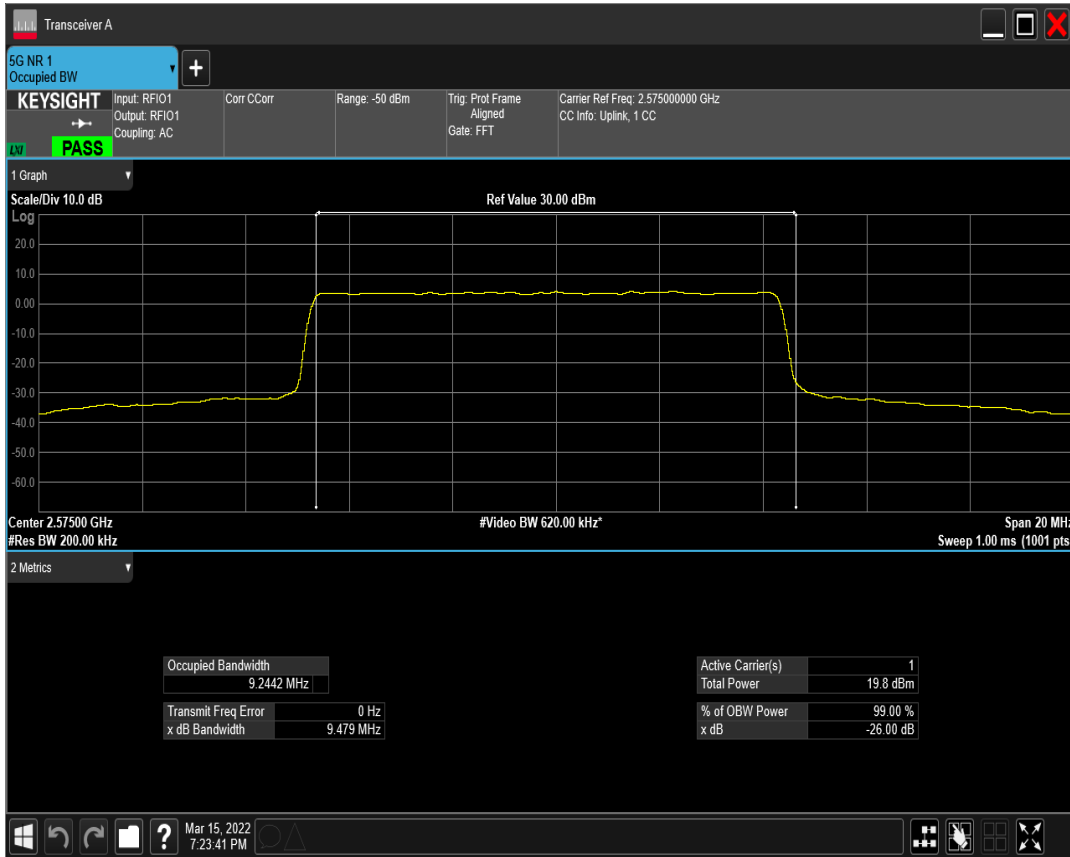 Transceiver A
5G NR 1
Occupied BW
KEYSIGHT
LXI
PASS
Input: RFIO1
Output: RFIO1
Coupling: AC
Corr CCorr
Range: -50 dBm
Trig: Prot Frame
Aligned
Gate: FFT
Carrier Ref Freq: 2.575000000 GHz
CC Info: Uplink, 1 CC
1 Graph
Scale/Div 10.0 dB
Ref Value 30.00 dBm
Log
20.0
10.0
0.00
-10.0
-20.0
-30.0
-40.0
-50.0
-60.0
Center 2.57500 GHz
#Video BW 620.00 kHz*
Span 20 MHz
#Res BW 200.00 kHz
Sweep 1.00 ms (1001 pts
2 Metrics
Occupied Bandwidth
9.2442 MHz
Transmit Freq Error 0 Hz
x dB Bandwidth 9.479 MHz
Active Carrier(s) 1
Total Power 19.8 dBm
% of OBW Power 99.00 %
x dB -26.00 dB
?
Mar 15, 2022
7:23:41 PM